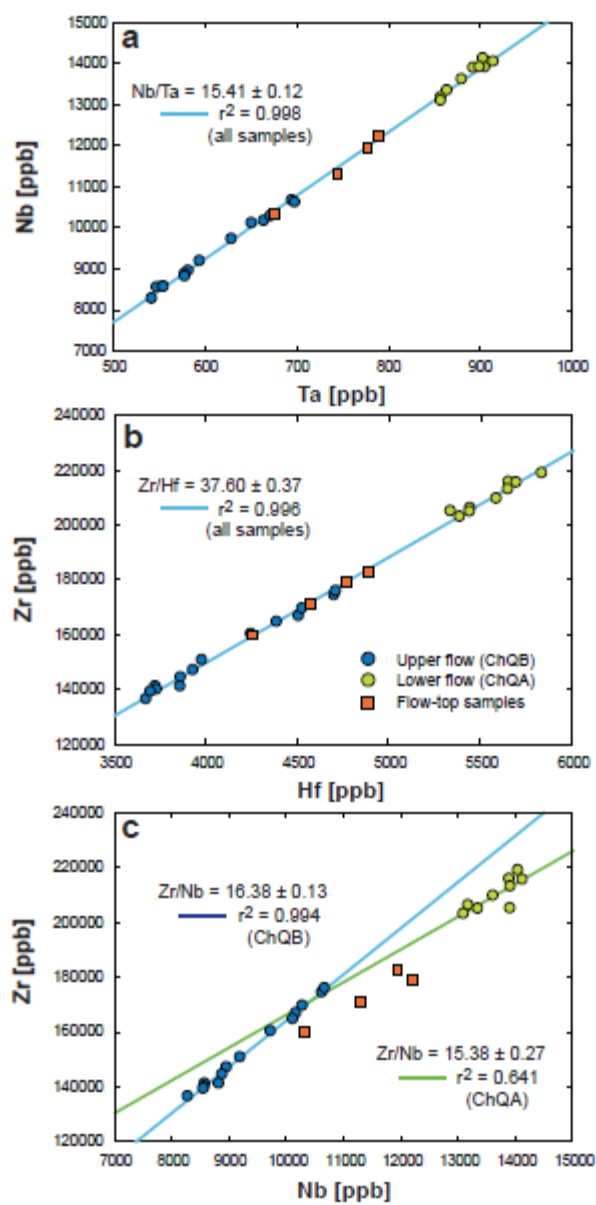 a
15000
14000
13000
12000
11000
10000
9000
8000
7000
Nb [ppb]
Nb/Ta = 15.41 ± 0.12
r² = 0.998
(all samples)
500 600 700 800 900 1000
Ta [ppb]
b
240000
220000
200000
180000
160000
140000
120000
Zr [ppb]
Zr/Hf = 37.60 ± 0.37
r² = 0.996
(all samples)
Upper flow (ChQB)
Lower flow (ChQA)
Flow-top samples
3500 4000 4500 5000 5500 6000
Hf [ppb]
c
240000
220000
200000
180000
160000
140000
120000
Zr [ppb]
Zr/Nb = 16.38 ± 0.13
r² = 0.994
(ChQB)
Zr/Nb = 15.38 ± 0.27
r² = 0.641
(ChQA)
7000 8000 9000 10000 11000 12000 13000 14000 15000
Nb [ppb]